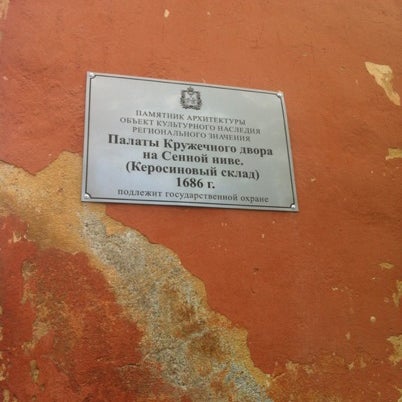 ПАМЯТНИК АРХИТЕКТУРЫ
ОБЪЕКТ КУЛЬТУРНОГО НАСЛЕДИЯ
РЕГИОНАЛЬНОГО ЗНАЧЕНИЯ
Палаты Кружечного двора
на Сенной ниве.
(Керосиновый склад)
1686 г.
подлежит государственной охране